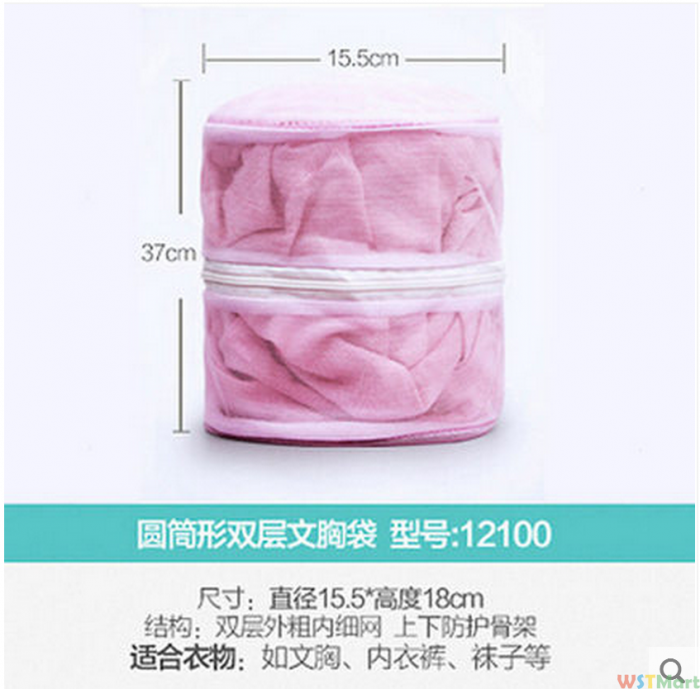 15.5cm
37cm
圆筒形双层文胸袋 型号:12100
尺寸：直径15.5*高度18cm
结构：双层外粗内细网 上下防护骨架
适合衣物：如文胸、内衣裤、袜子等
WSTMart